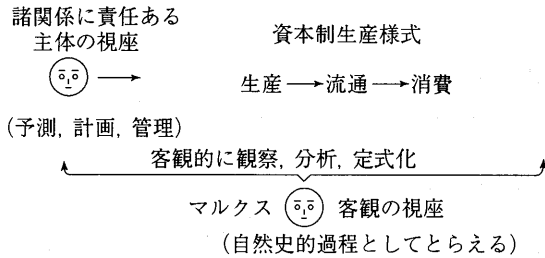 諸関係に責任ある
主体の視座
資本制生産様式
生産→流通→消費
(予測, 計画, 管理)
客観的に観察, 分析, 定式化
マルクス 客観の視座
(自然史的過程としてとらえる)